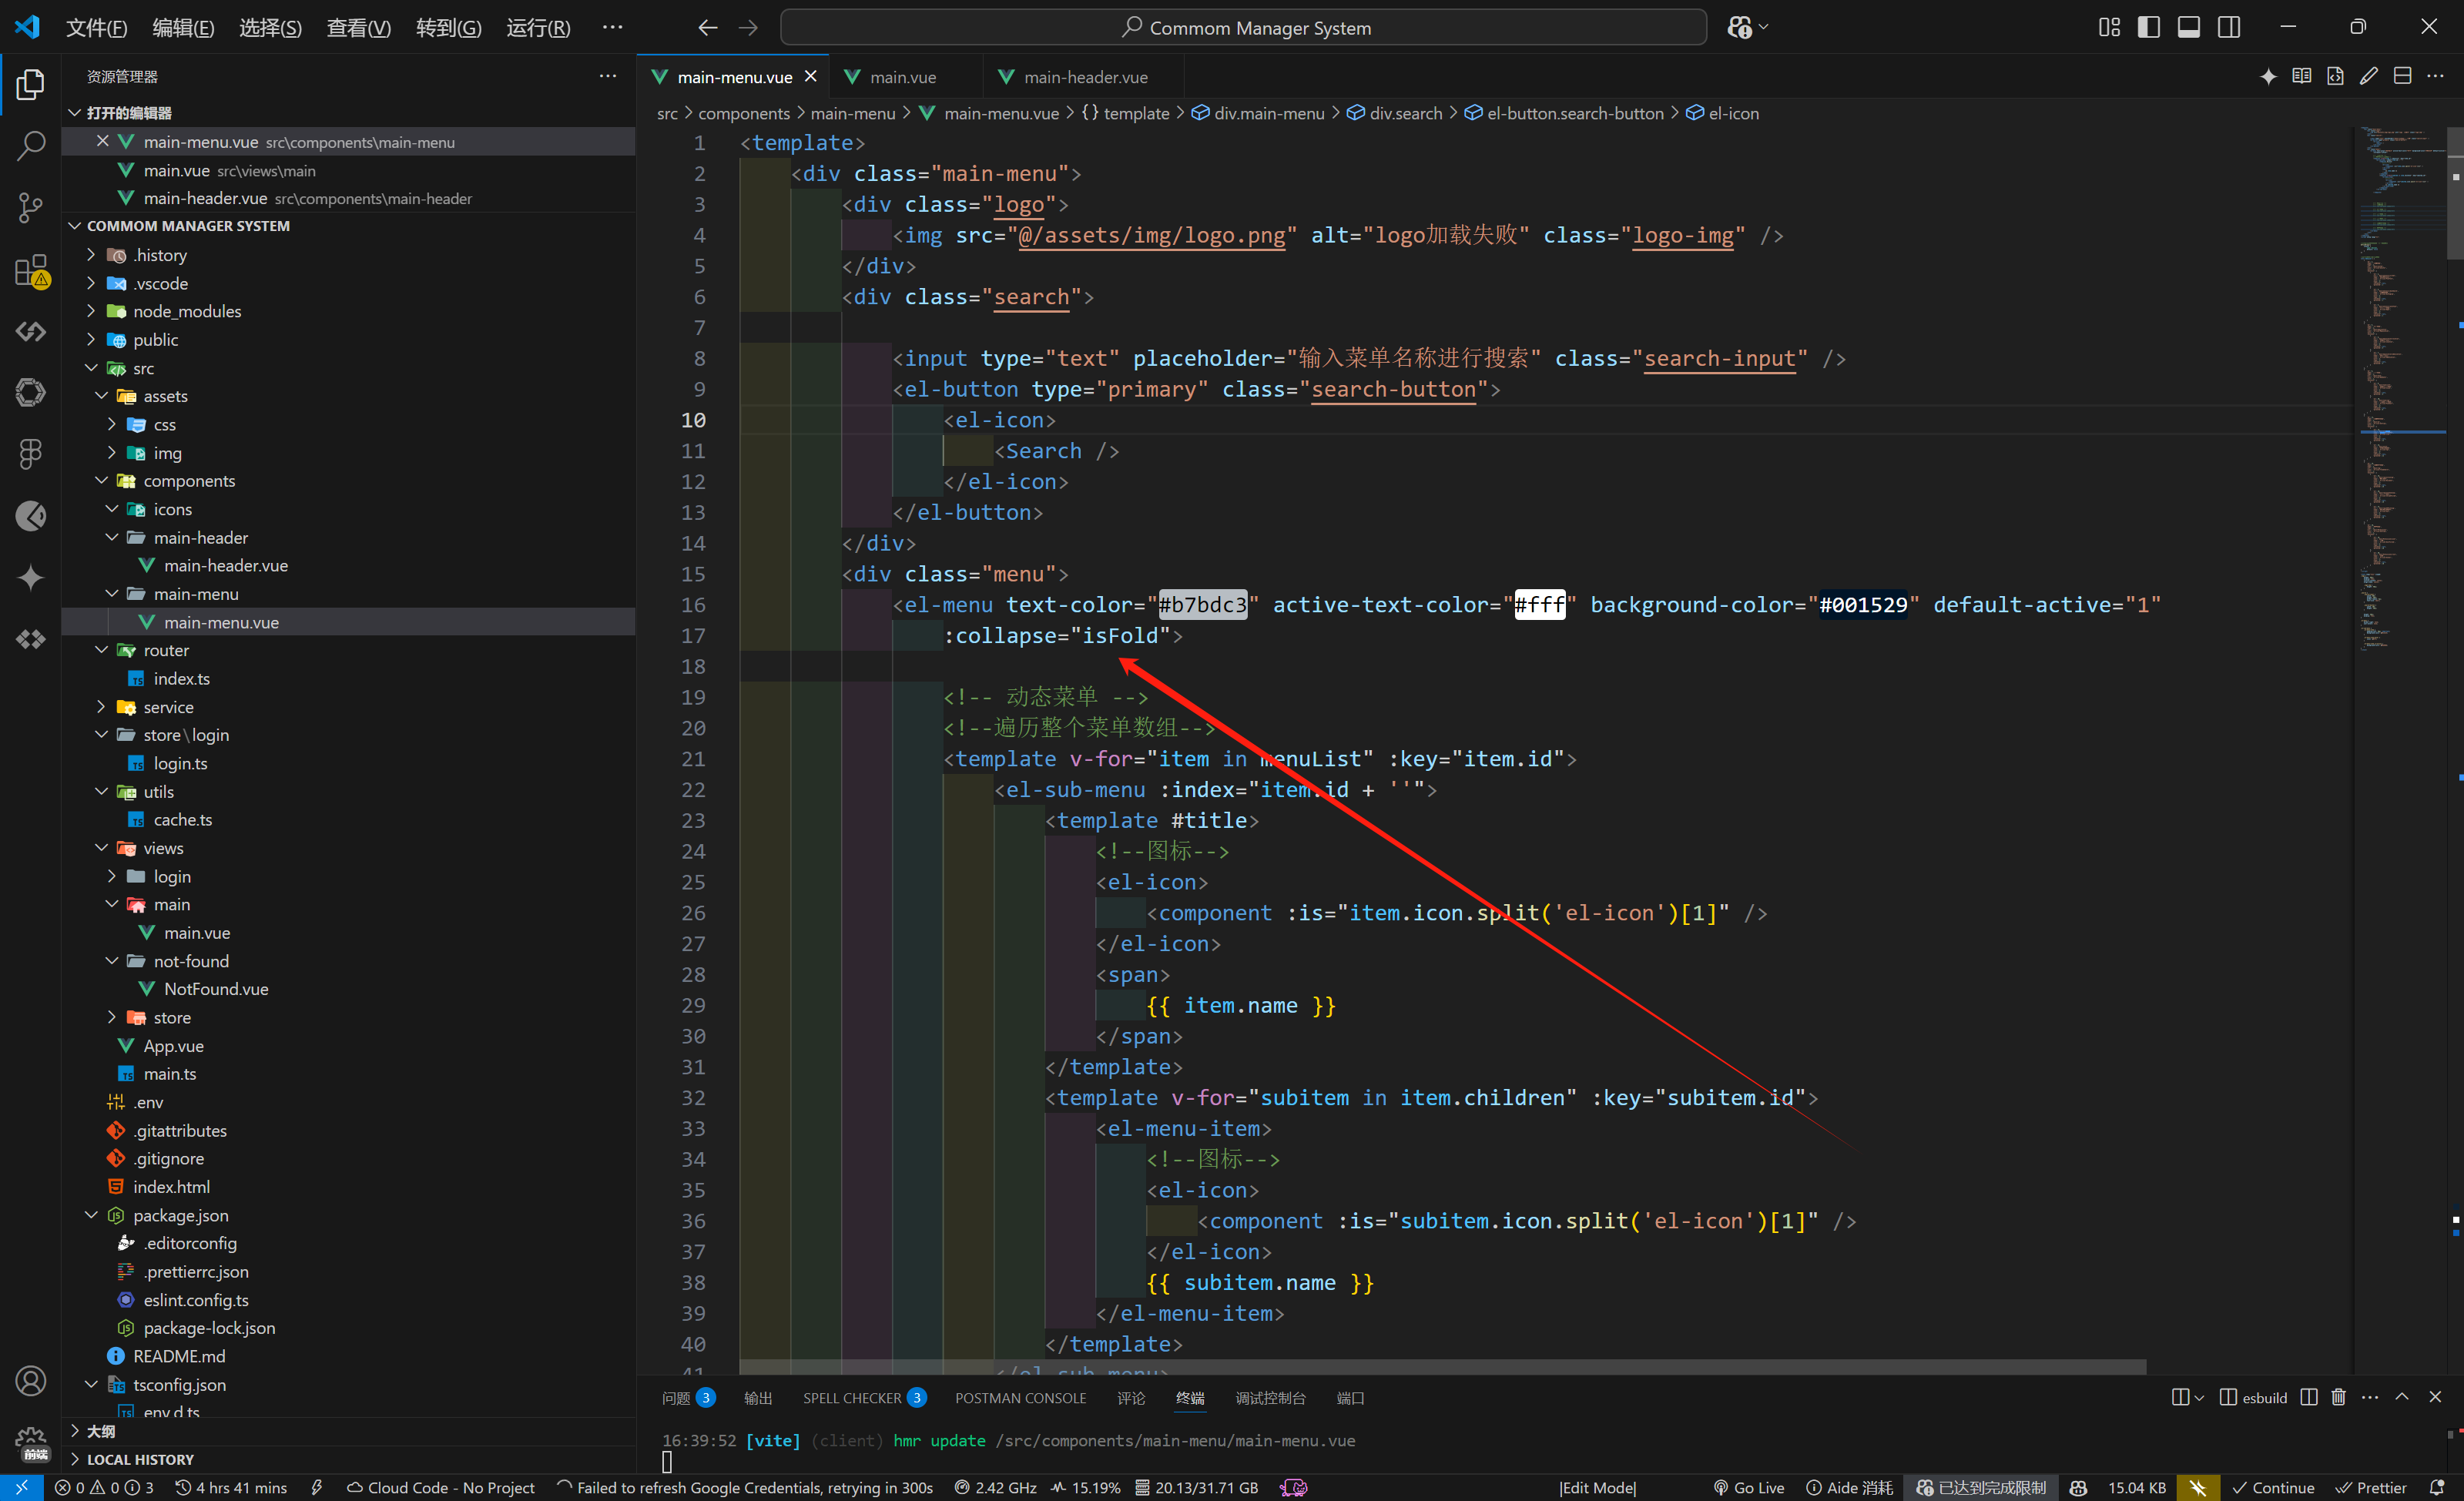 文件(F) 编辑(E) 选择(S) 查看(V) 转到(G) 运行(R) ··· Commom Manager System
资源管理器 ···
打开的编辑器
main-menu.vue src\components\main-menu
main.vue src\views\main
main-header.vue src\components\main-header
COMMOM MANAGER SYSTEM
.history
.vscode
node_modules
public
src
assets
css
img
components
icons
main-header
main-header.vue
main-menu
main-menu.vue
router
index.ts
service
store\login
login.ts
utils
cache.ts
views
login
main
main.vue
not-found
NotFound.vue
store
App.vue
main.ts
.env
.gitattributes
.gitignore
index.html
package.json
.editorconfig
.prettierrc.json
eslint.config.ts
package-lock.json
README.md
tsconfig.json
env.d.ts
大纲
LOCAL HISTORY
前端
main-menu.vue main.vue main-header.vue
src > components > main-menu > main-menu.vue > {} template > div.main-menu > div.search > el-button.search-button > el-icon
1 <template>
2 <div class="main-menu">
3 <div class="logo">
4 <img src="@/assets/img/logo.png" alt="logo加载失败" class="logo-img" />
5 </div>
6 <div class="search">
7
8 <input type="text" placeholder="输入菜单名称进行搜索" class="search-input" />
9 <el-button type="primary" class="search-button">
10 <el-icon>
11 <Search />
12 </el-icon>
13 </el-button>
14 </div>
15 <div class="menu">
16 <el-menu text-color="#b7bdc3" active-text-color="#fff" background-color="#001529" default-active="1"
17 :collapse="isFold">
18
19 <!-- 动态菜单 -->
20 <!--遍历整个菜单数组-->
21 <template v-for="item in menuList" :key="item.id">
22 <el-sub-menu :index="item.id + ''">
23 <template #title>
24 <!--图标-->
25 <el-icon>
26 <component :is="item.icon.split('el-icon')[1]" />
27 </el-icon>
28 <span>
29 {{ item.name }}
30 </span>
31 </template>
32 <template v-for="subitem in item.children" :key="subitem.id">
33 <el-menu-item>
34 <!--图标-->
35 <el-icon>
36 <component :is="subitem.icon.split('el-icon')[1]" />
37 </el-icon>
38 {{ subitem.name }}
39 </el-menu-item>
40 </template>
41 </el-sub-menu>
问题 3 输出 SPELL CHECKER 3 POSTMAN CONSOLE 评论 终端 调试控制台 端口 esbuild
16:39:52 [vite] (client) hmr update /src/components/main-menu/main-menu.vue
0 0 3 4 hrs 41 mins Cloud Code - No Project Failed to refresh Google Credentials, retrying in 300s 2.42 GHz 15.19% 20.13/31.71 GB |Edit Mode| Go Live Aide 消耗 已达到完成限制 15.04 KB Continue Prettier